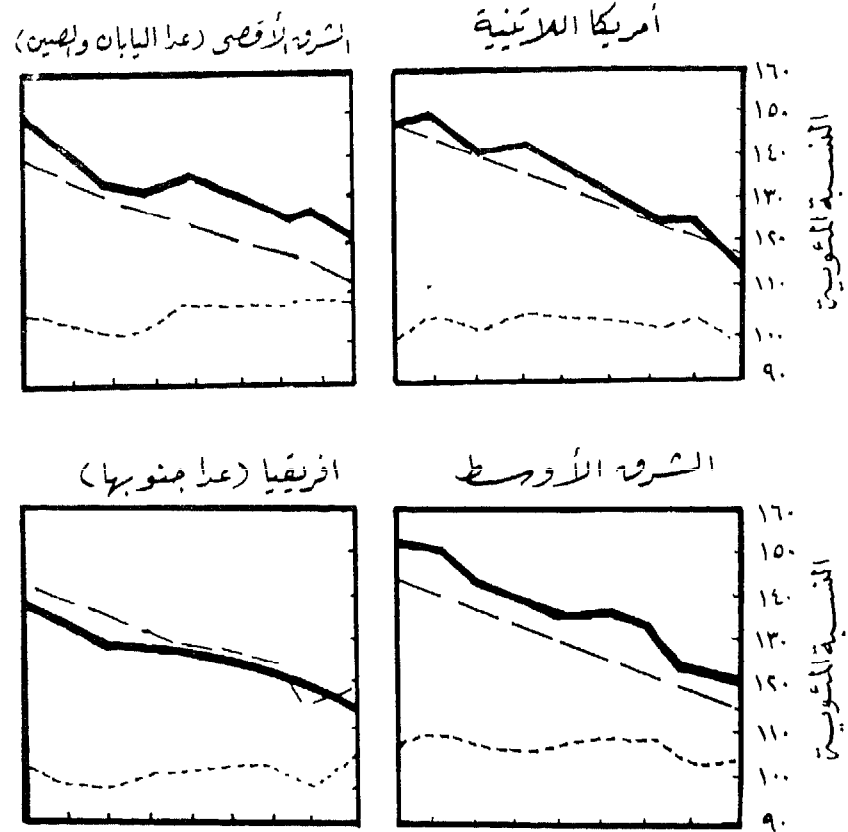 أمريكا اللاتينية
١٦٠
١٥٠
١٤٠
١٣٠
١٢٠
١١٠
١٠٠
٩٠
النسبة المئوية
الشرق الأقصى (عدا اليابان والصين)
الشرق الأوسط
١٦٠
١٥٠
١٤٠
١٣٠
١٢٠
١١٠
١٠٠
٩٠
النسبة المئوية
افريقيا (عدا جنوبها)